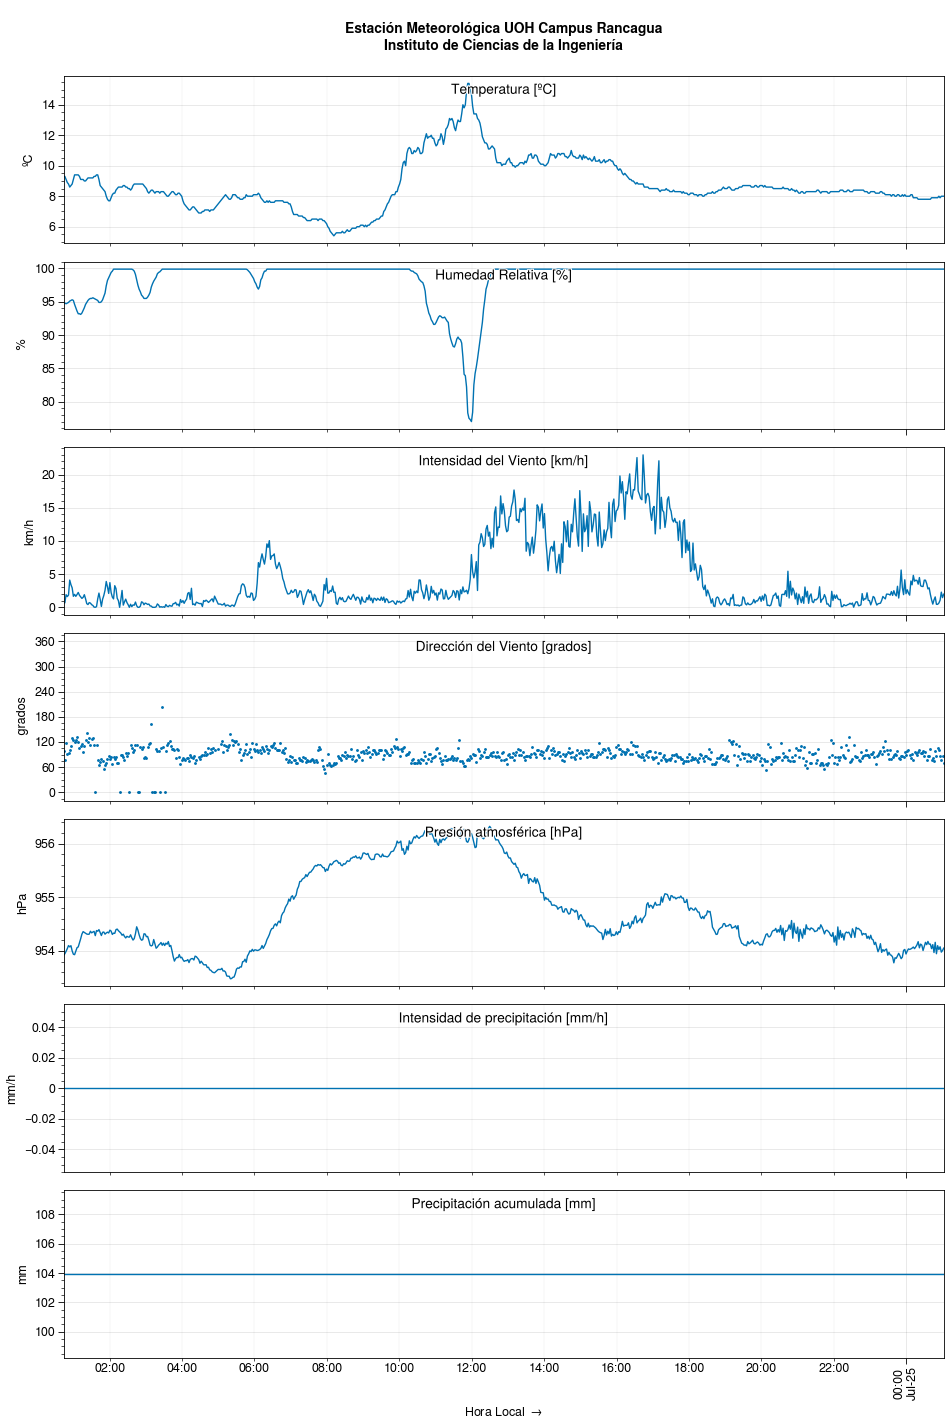 Estación Meteorológica UOH Campus Rancagua
Instituto de Ciencias de la Ingeniería
Temperatura [ºC]
14
12
10
8
6
ºC
Humedad Relativa [%]
100
95
90
85
80
%
Intensidad del Viento [km/h]
20
15
10
5
0
km/h
Dirección del Viento [grados]
360
300
240
180
120
60
0
grados
Presión atmosférica [hPa]
956
955
954
hPa
Intensidad de precipitación [mm/h]
0.04
0.02
0
−0.02
−0.04
mm/h
Precipitación acumulada [mm]
108
106
104
102
100
mm
02:00 04:00 06:00 08:00 10:00 12:00 14:00 16:00 18:00 20:00 22:00 00:00
Jul-25
Hora Local →